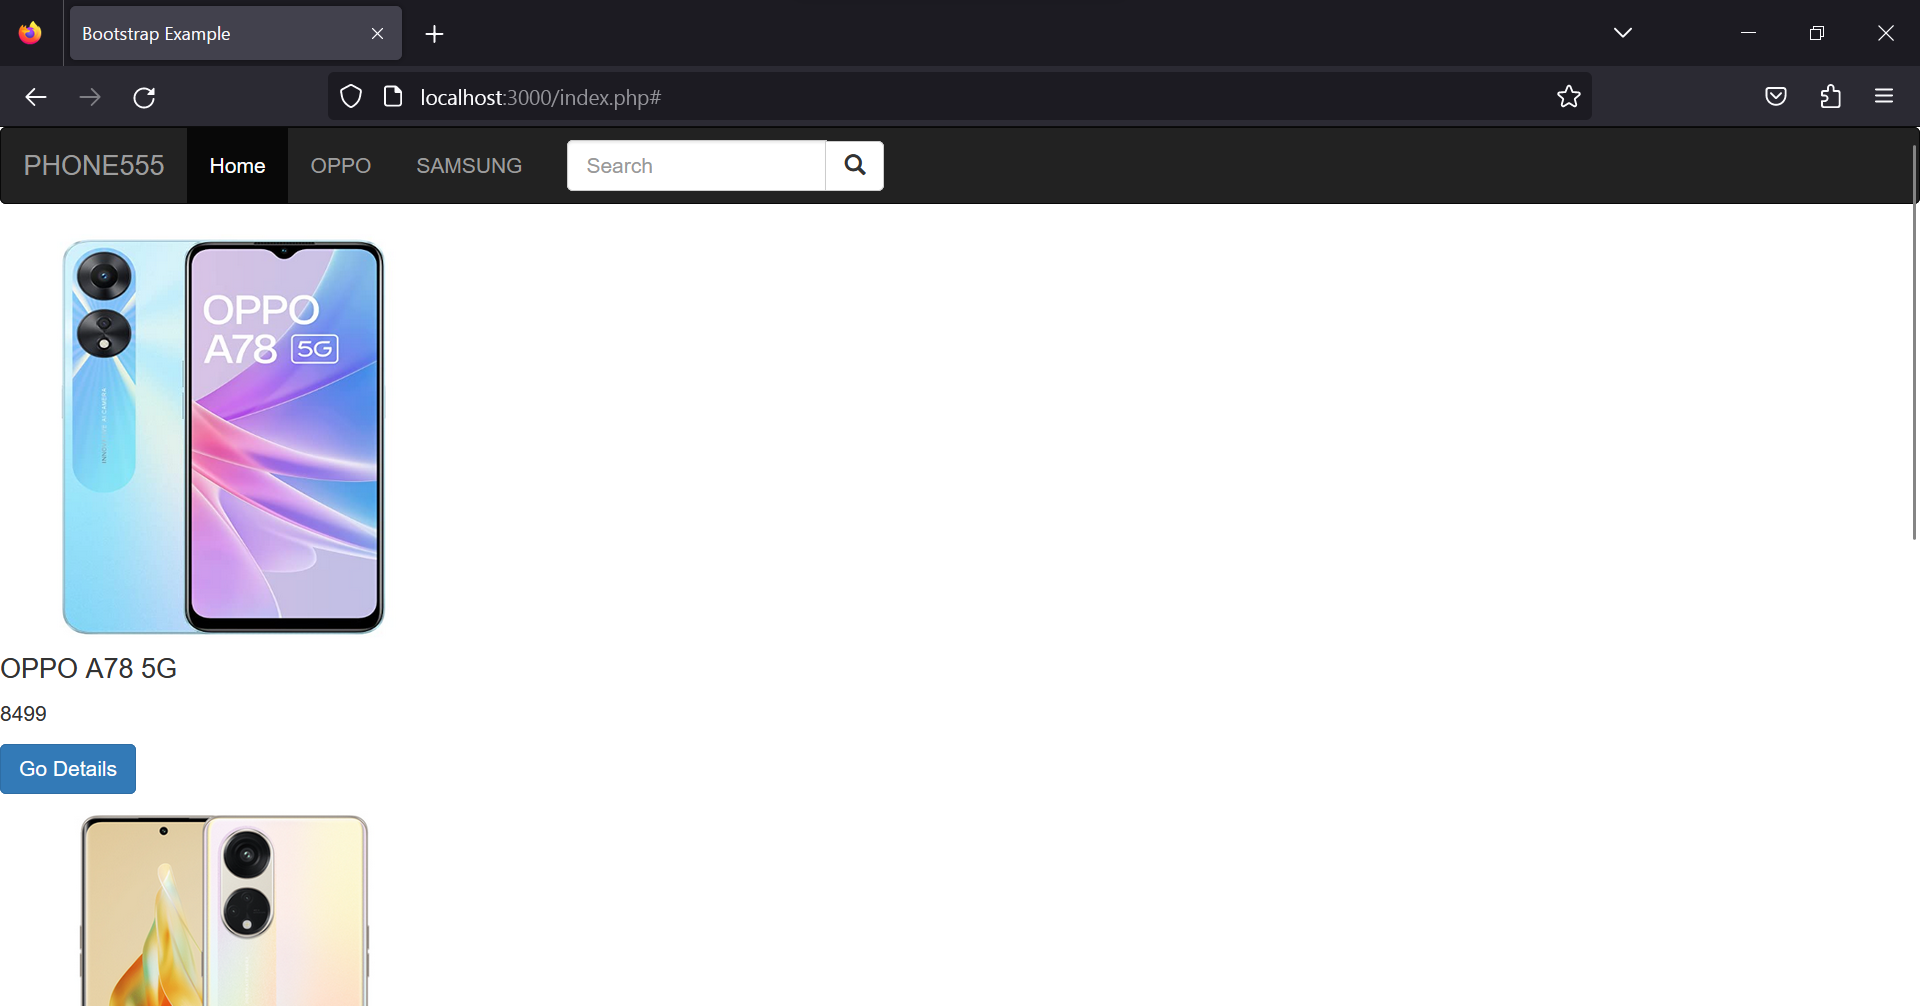 Bootstrap Example
localhost:3000/index.php#
PHONE555 Home OPPO SAMSUNG Search
OPPO
A78 5G
OPPO A78 5G
8499
Go Details